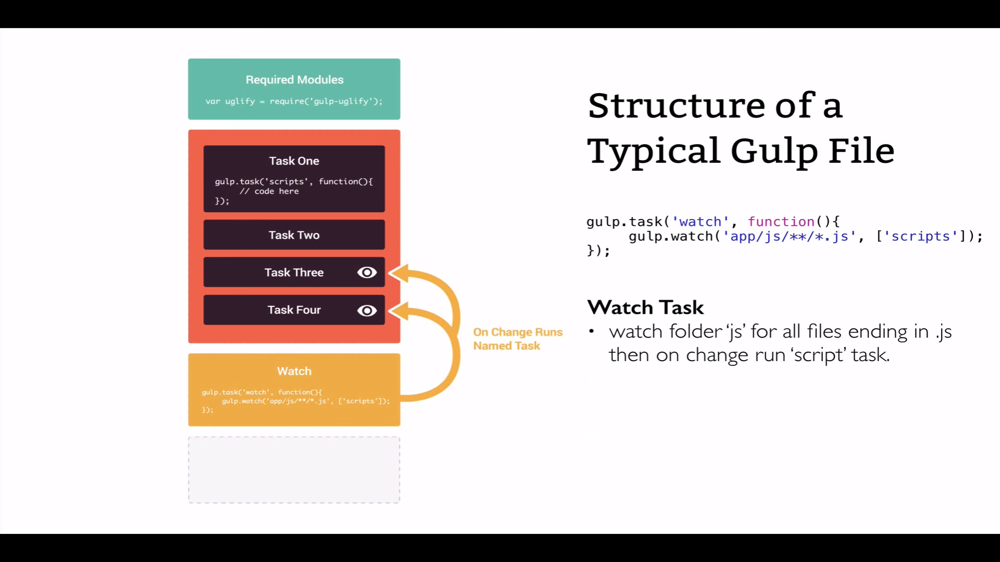 Required Modules
var uglify = require('gulp-uglify');
Task One
gulp.task('scripts', function(){
// code here
});
Task Two
Task Three
Task Four
On Change Runs
Named Task
Watch
gulp.task('watch', function(){
gulp.watch('app/js/**/*.js', ['scripts']);
});
Structure of a
Typical Gulp File
gulp.task('watch', function(){
gulp.watch('app/js/**/*.js', ['scripts']);
});
Watch Task
• watch folder ‘js’ for all files ending in .js
then on change run ‘script’ task.